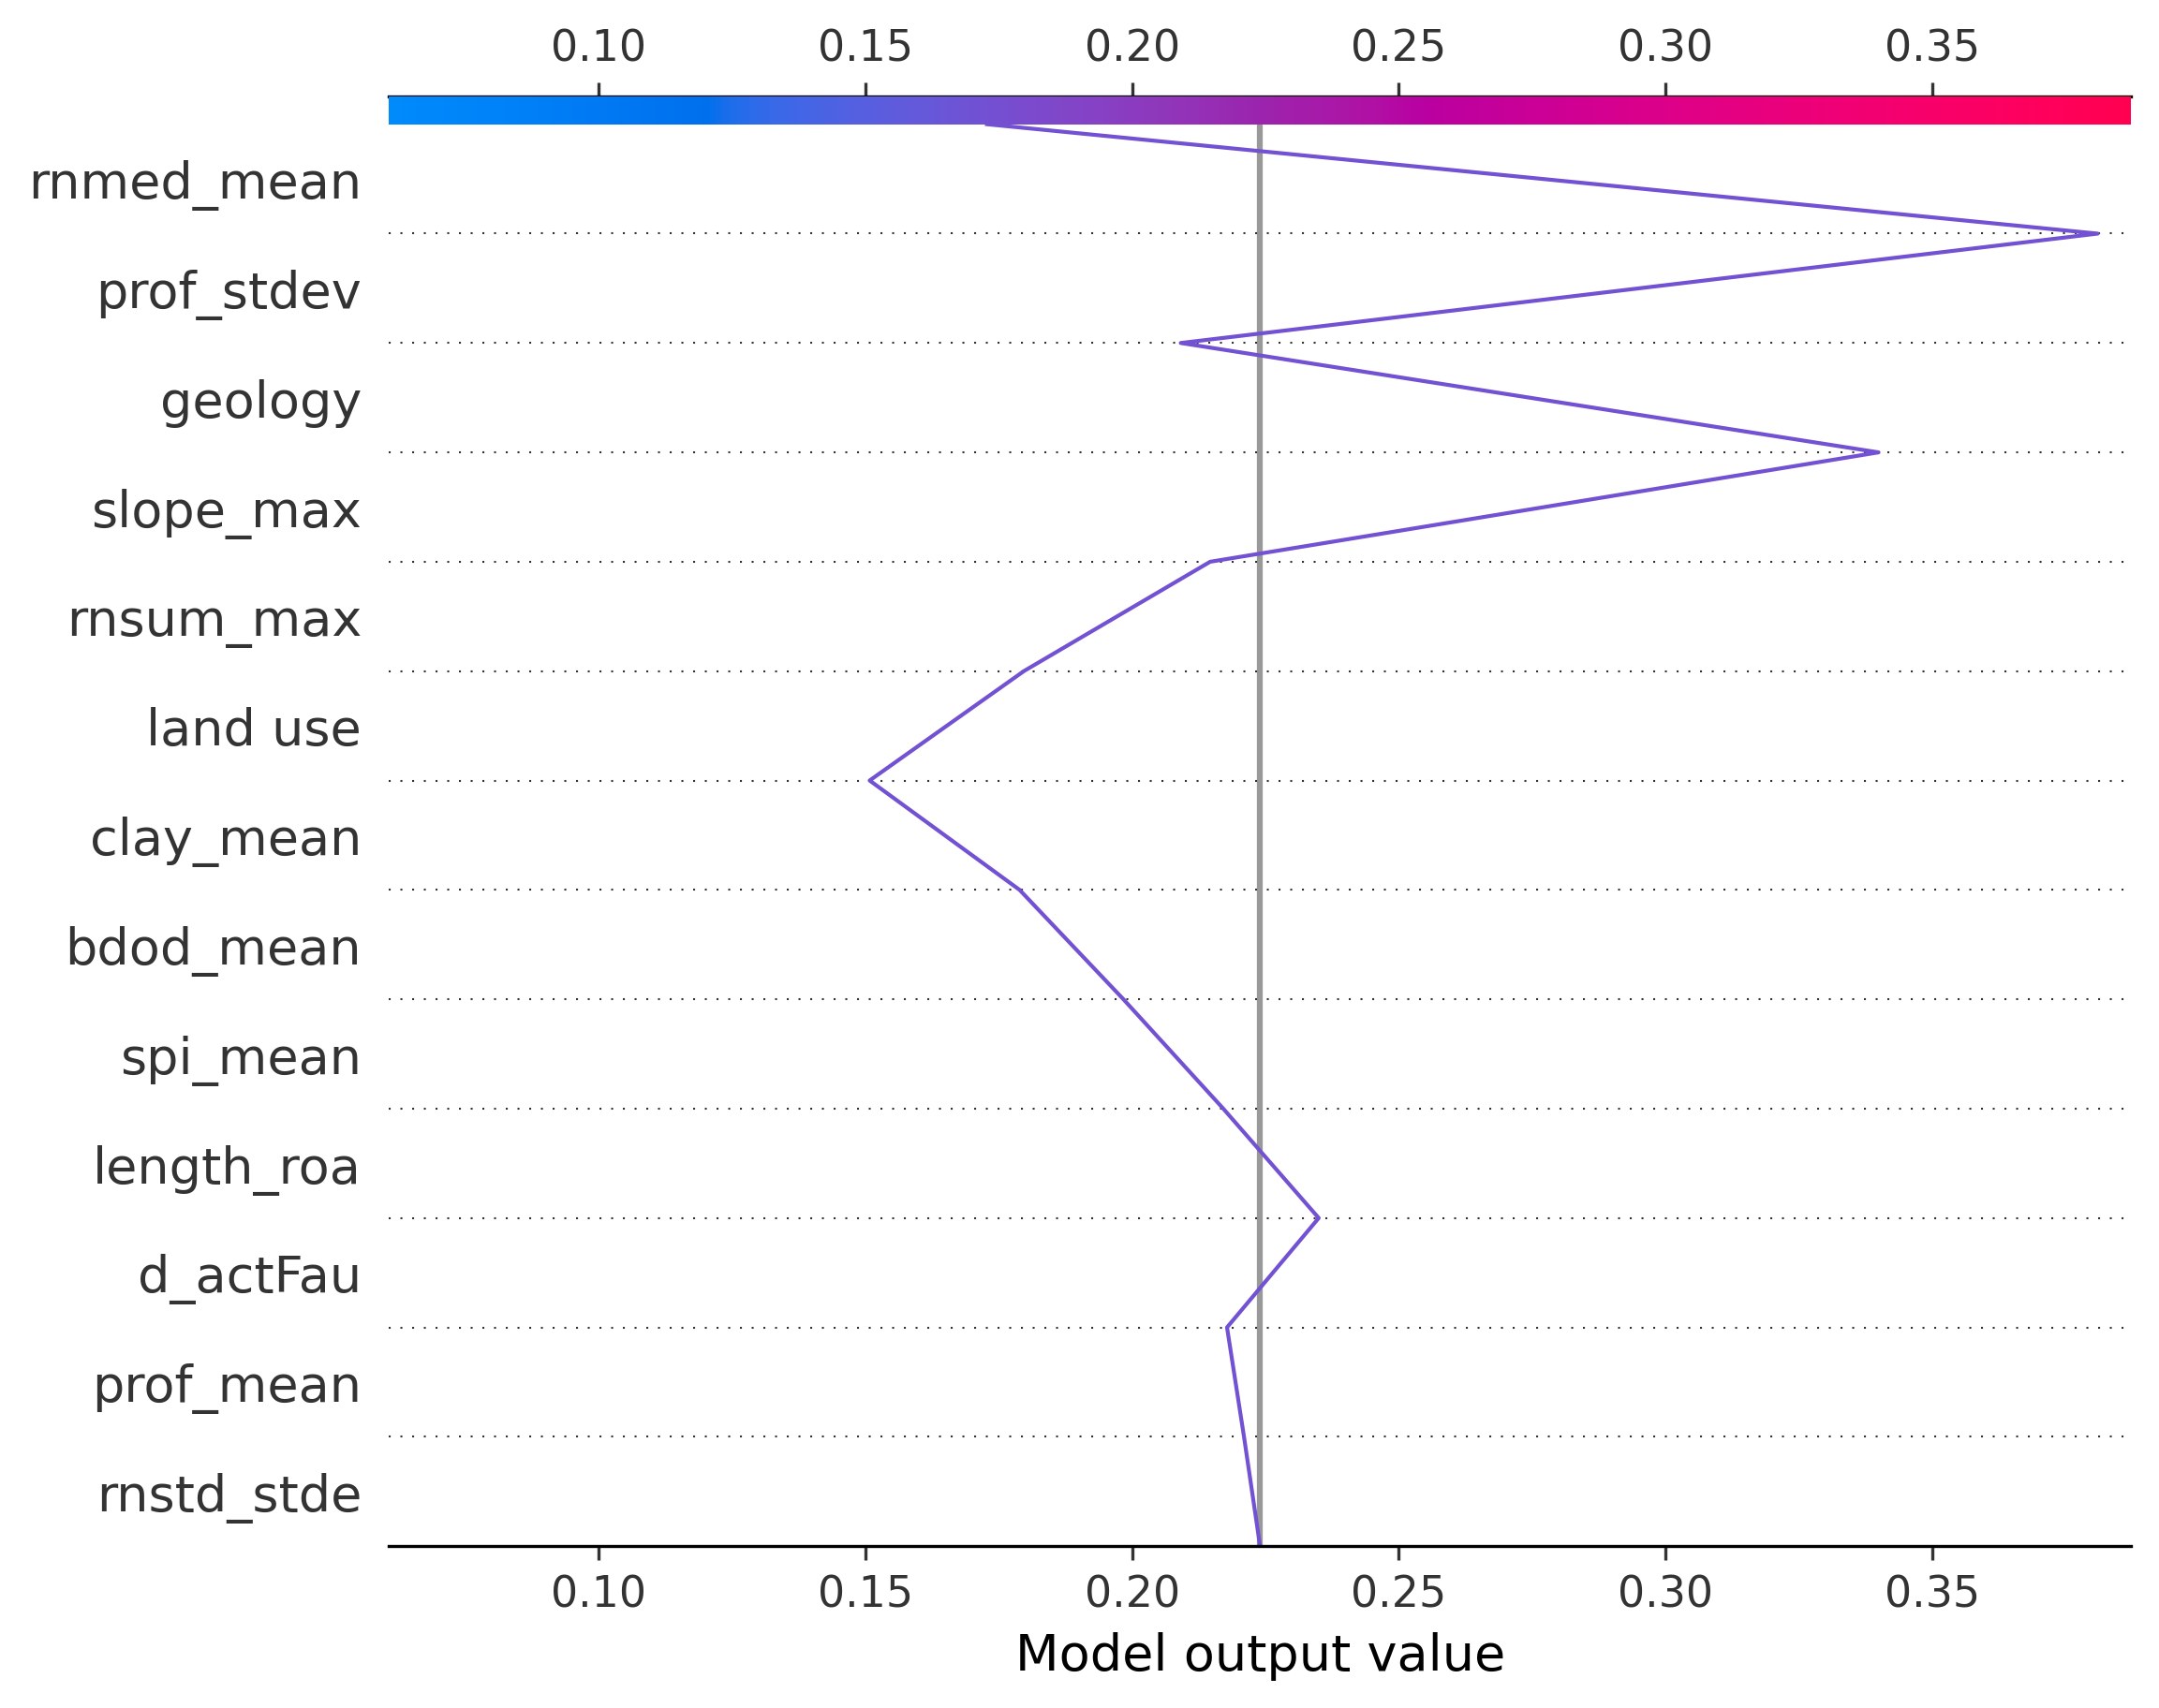 0.10 0.15 0.20 0.25 0.30 0.35
rnmed_mean
prof_stdev
geology
slope_max
rnsum_max
land use
clay_mean
bdod_mean
spi_mean
length_roa
d_actFau
prof_mean
rnstd_stde
0.10 0.15 0.20 0.25 0.30 0.35
Model output value